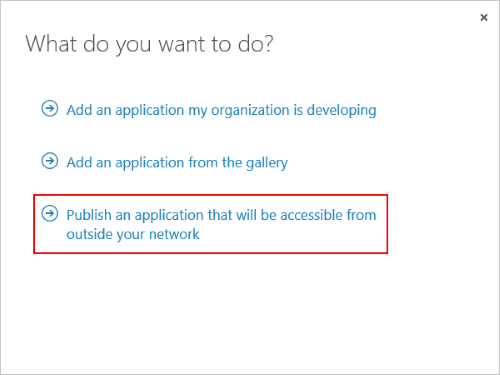 What do you want to do?
Add an application my organization is developing
Add an application from the gallery
Publish an application that will be accessible from
outside your network